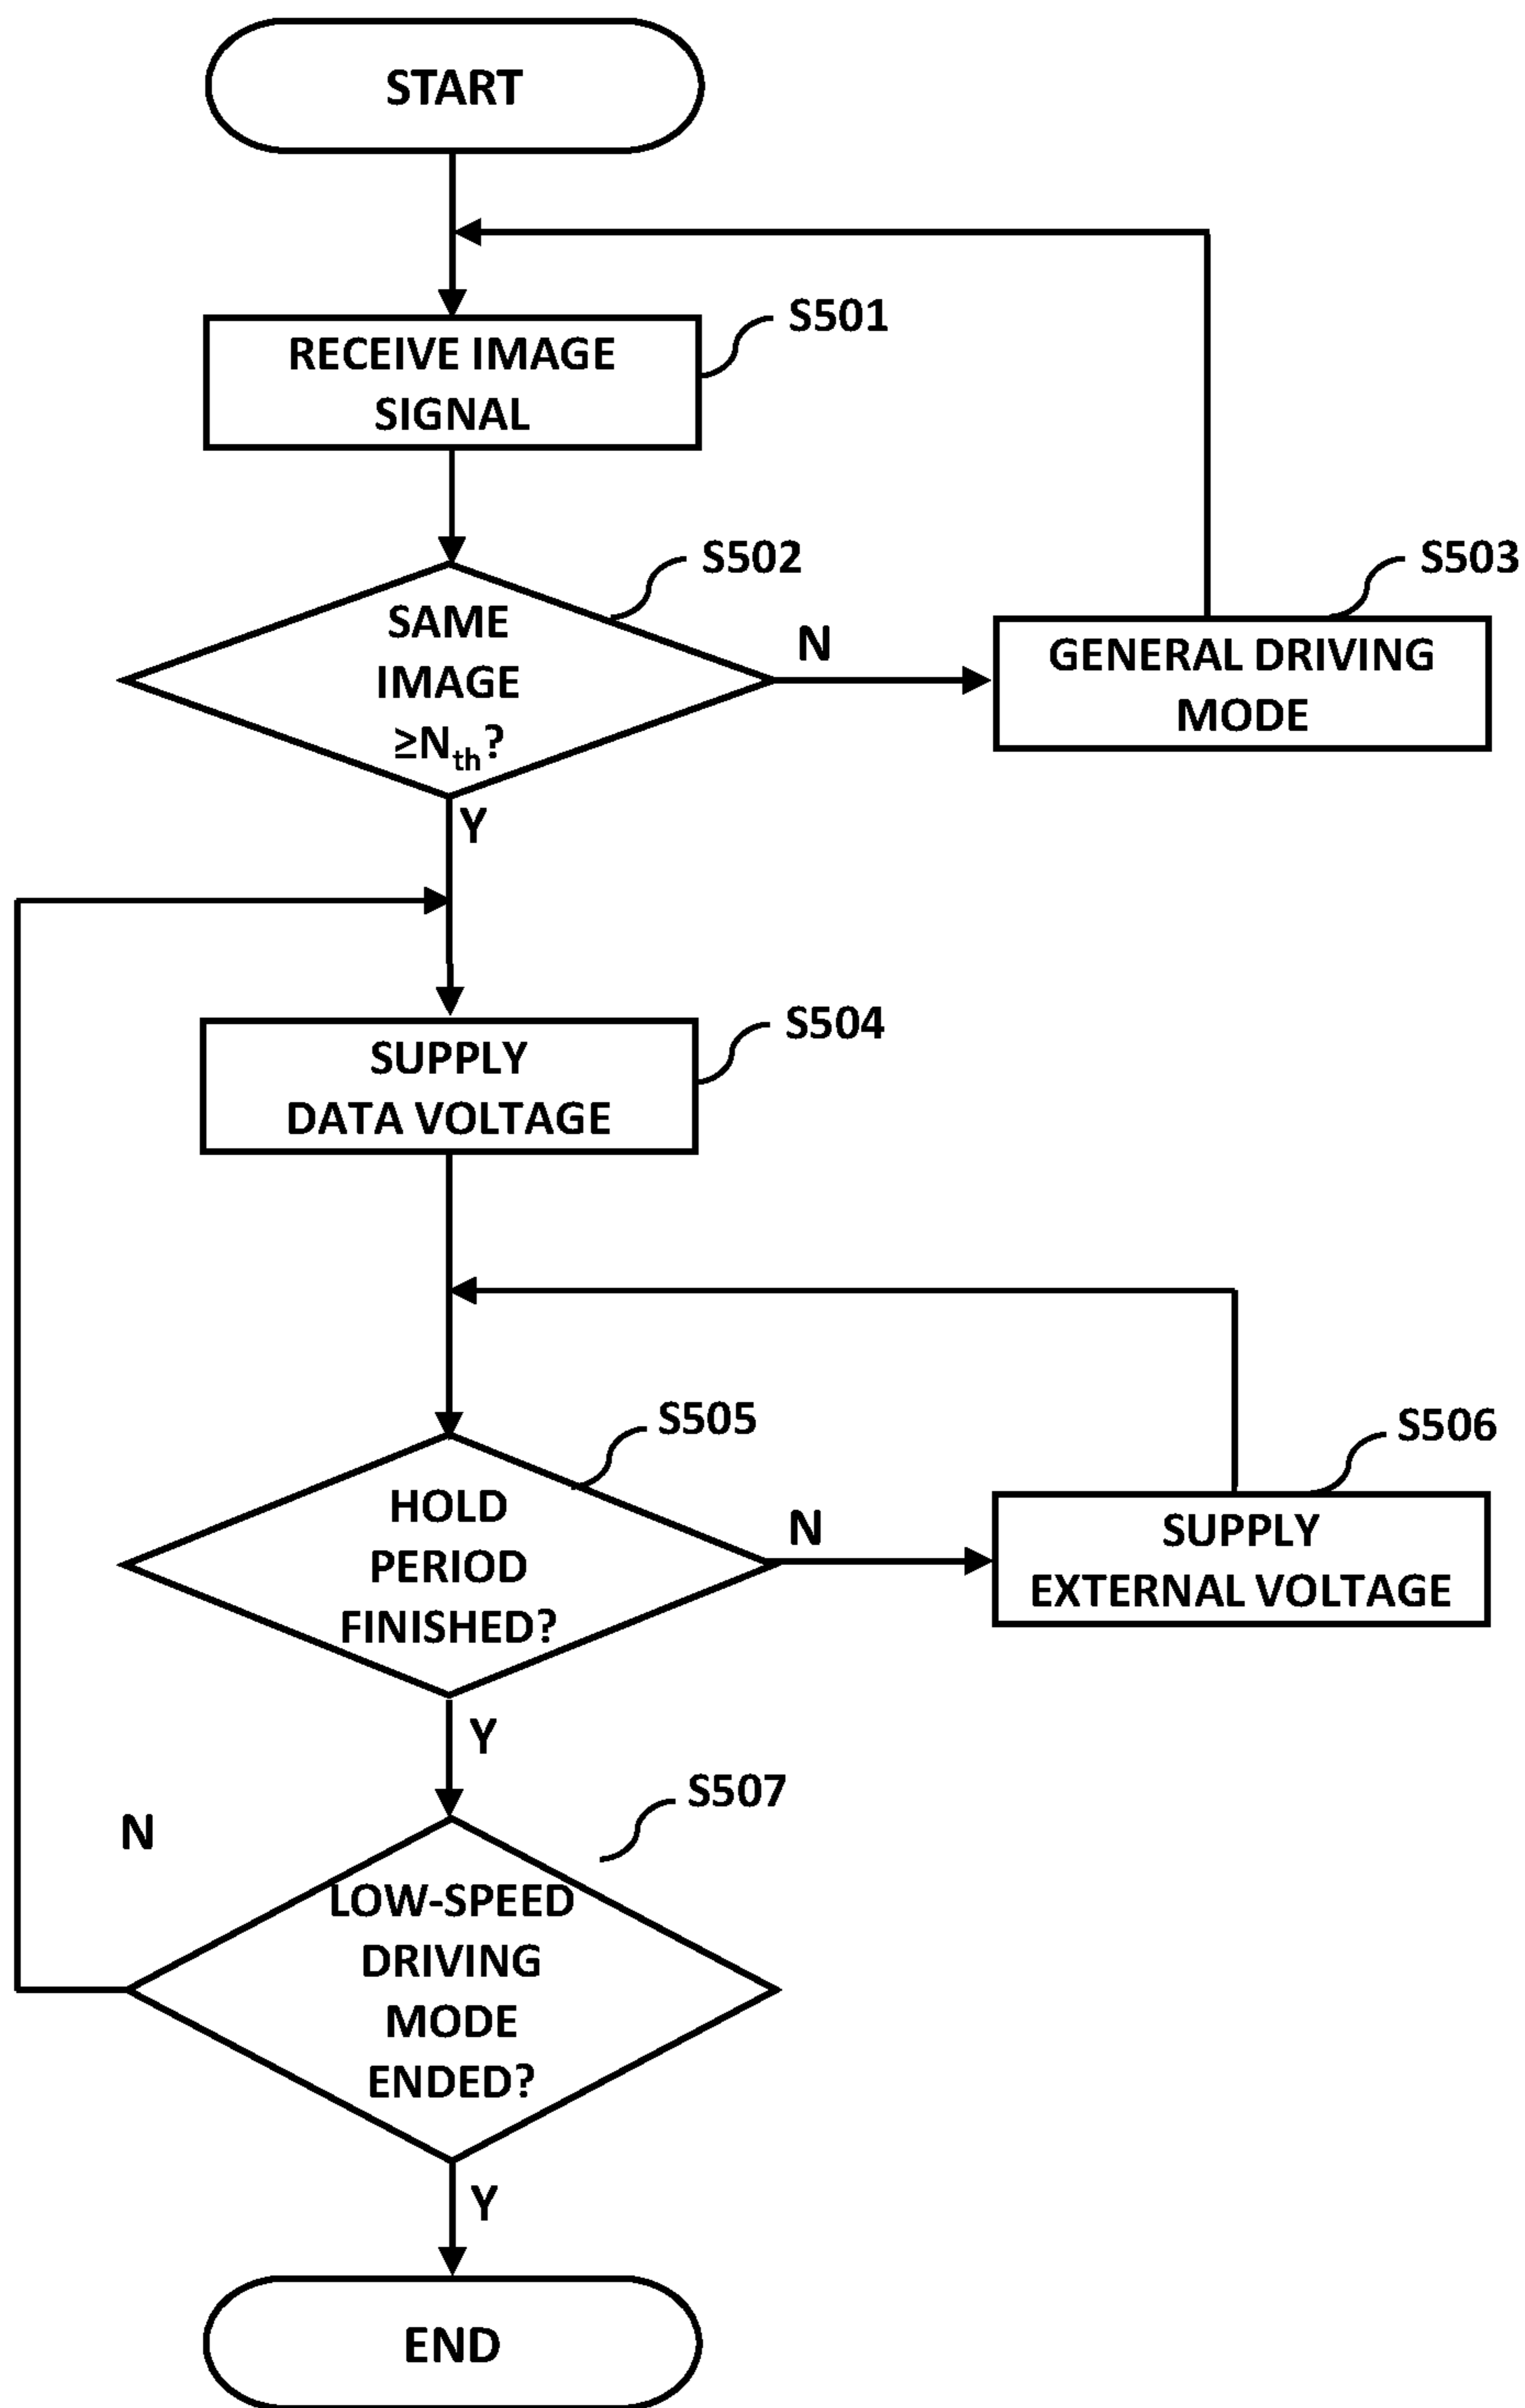 START
S501
RECEIVE IMAGE
SIGNAL
S502
S503
SAME
IMAGE
≥Nth?
N
GENERAL DRIVING
MODE
Y
S504
SUPPLY
DATA VOLTAGE
S505
S506
HOLD
PERIOD
FINISHED?
N
SUPPLY
EXTERNAL VOLTAGE
Y
S507
N
LOW-SPEED
DRIVING
MODE
ENDED?
Y
END